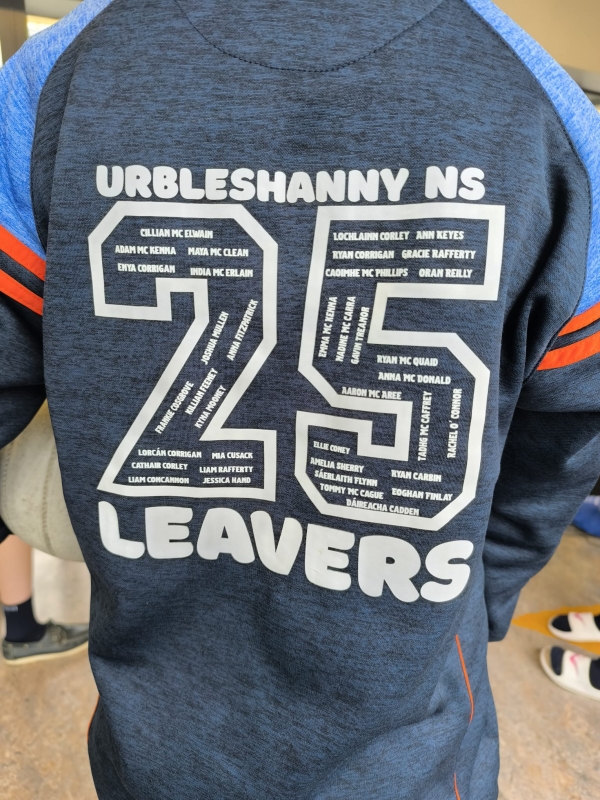 URBLESHANNY NS
25
CILLIAN MC ELWAIN
ADAM MC KENNA MAYA MC CLEAN
ENYA CORRIGAN INDIA MC ERLAIN
JOSHUA MULLEN
ANNA FITZPATRICK
FRANKIE COSGROVE
KILLIAN FEENEY
KYRA MOONEY
LORCÁN CORRIGAN MIA CUSACK
CATHAIR CORLEY LIAM RAFFERTY
LIAM CONCANNON JESSICA HAND
LOCHLAINN CORLEY ANN KEYES
RYAN CORRIGAN GRACIE RAFFERTY
CAOIMHE MC PHILLIPS ORAN REILLY
EMMA MC KENNA
NADINE MC CARRA
GAVIN TREANOR
RYAN MC QUAID
ANNA MC DONALD
AARON MC AREE
TADHG MC CAFFREY
RACHEL O' CONNOR
ELLIE CONEY
AMELIA SHERRY
SÁERLAITH FLYNN RYAN CARBIN
TOMMY MC CAGUE EOGHAN FINLAY
DÁIREACHA CADDEN
LEAVERS